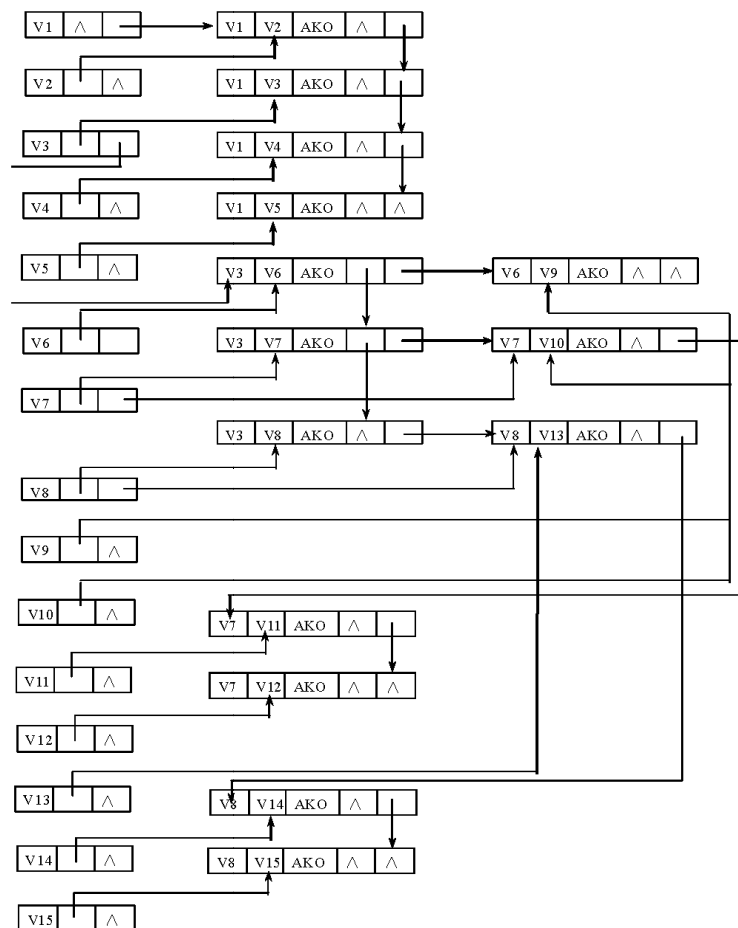 V1 ∧ V1 V2 AKO ∧
V2 ∧ V1 V3 AKO ∧
V3 V1 V4 AKO ∧
V4 ∧ V1 V5 AKO ∧ ∧
V5 ∧ V3 V6 AKO V6 V9 AKO ∧ ∧
V6 V3 V7 AKO V7 V10 AKO ∧
V7
V3 V8 AKO ∧ V8 V13 AKO ∧
V8
V9 ∧
V10 ∧ V7 V11 AKO ∧
V11 ∧ V7 V12 AKO ∧ ∧
V12 ∧
V13 ∧ V8 V14 AKO ∧
V14 ∧ V8 V15 AKO ∧ ∧
V15 ∧